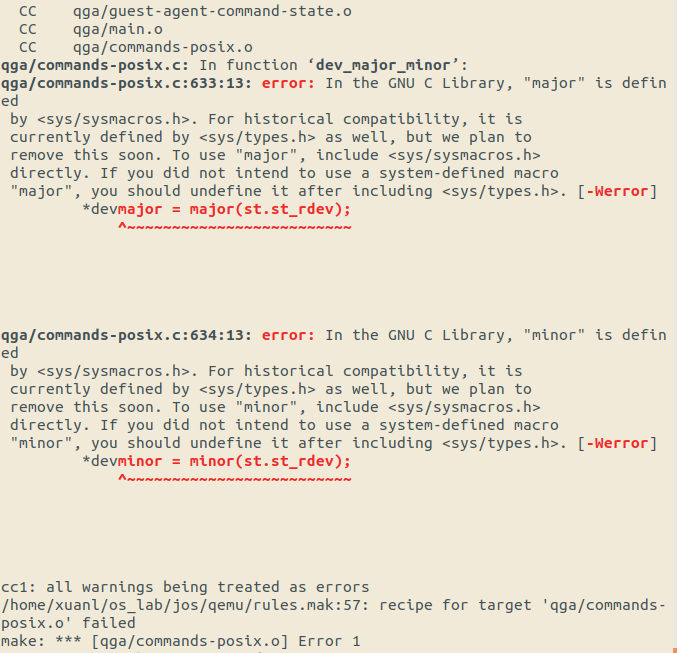 CC    qga/guest-agent-command-state.o
  CC    qga/main.o
  CC    qga/commands-posix.o
qga/commands-posix.c: In function ‘dev_major_minor’:
qga/commands-posix.c:633:13: error: In the GNU C Library, "major" is defin
ed
 by <sys/sysmacros.h>. For historical compatibility, it is
 currently defined by <sys/types.h> as well, but we plan to
 remove this soon. To use "major", include <sys/sysmacros.h>
 directly. If you did not intend to use a system-defined macro
 "major", you should undefine it after including <sys/types.h>. [-Werror]
         *devmajor = major(st.st_rdev);
             ^~~~~~~~~~~~~~~~~~~~~~~~~~
qga/commands-posix.c:634:13: error: In the GNU C Library, "minor" is defin
ed
 by <sys/sysmacros.h>. For historical compatibility, it is
 currently defined by <sys/types.h> as well, but we plan to
 remove this soon. To use "minor", include <sys/sysmacros.h>
 directly. If you did not intend to use a system-defined macro
 "minor", you should undefine it after including <sys/types.h>. [-Werror]
         *devminor = minor(st.st_rdev);
             ^~~~~~~~~~~~~~~~~~~~~~~~~~
cc1: all warnings being treated as errors
/home/xuanl/os_lab/jos/qemu/rules.mak:57: recipe for target 'qga/commands-
posix.o' failed
make: *** [qga/commands-posix.o] Error 1